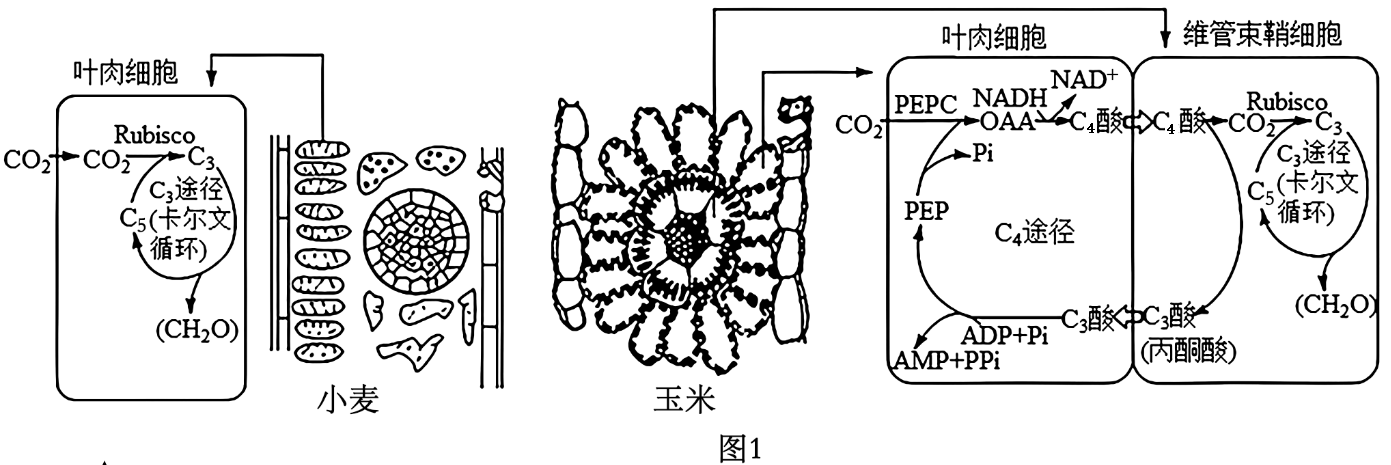 叶肉细胞
CO₂
CO₂
Rubisco
C₃
C₃途径
C₅(卡尔文
循环)
(CH₂O)
小麦
玉米
叶肉细胞
CO₂
PEPC
OAA
NADH
NAD⁺
C₄酸
Pi
PEP
C₄途径
C₃酸
ADP+Pi
AMP+PPi
维管束鞘细胞
C₄酸
CO₂
Rubisco
C₃
C₃途径
C₅(卡尔文
循环)
(CH₂O)
C₃酸
(丙酮酸)
图1